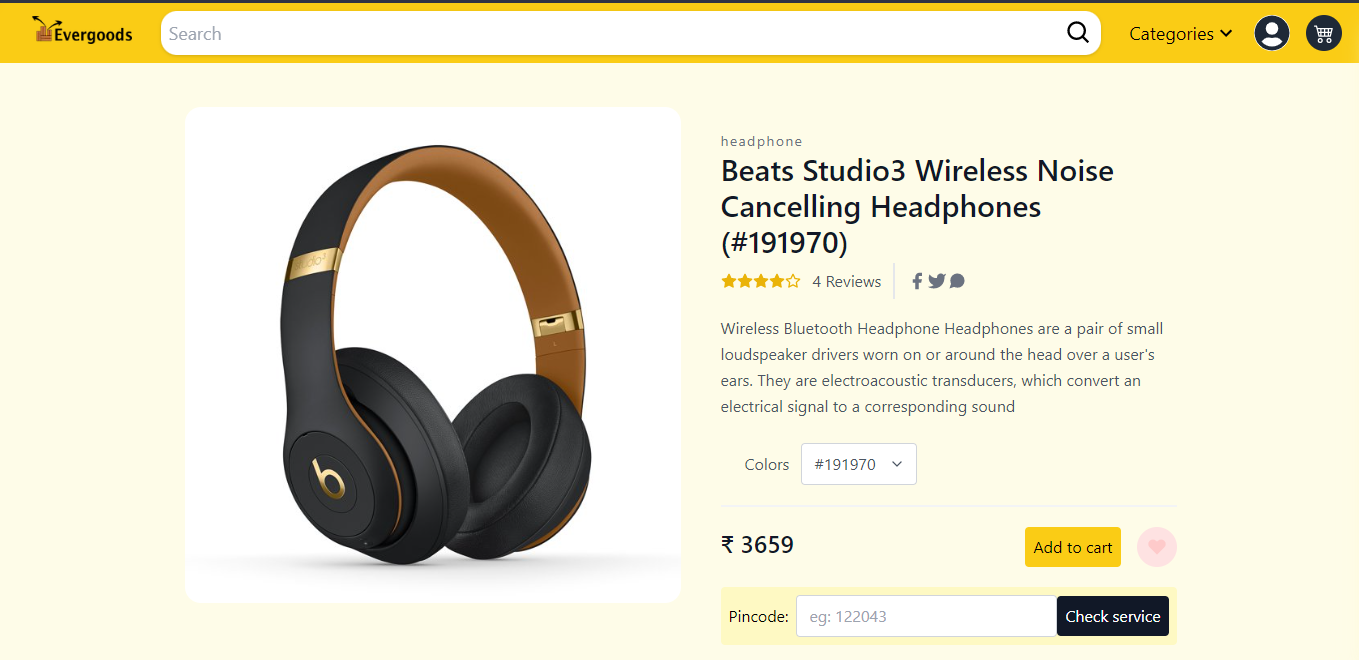 Evergoods
Search
Categories
headphone
Beats Studio3 Wireless Noise
Cancelling Headphones
(#191970)
4 Reviews
Wireless Bluetooth Headphone Headphones are a pair of small
loudspeaker drivers worn on or around the head over a user's
ears. They are electroacoustic transducers, which convert an
electrical signal to a corresponding sound
Colors #191970
₹ 3659
Add to cart
Pincode: eg: 122043 Check service